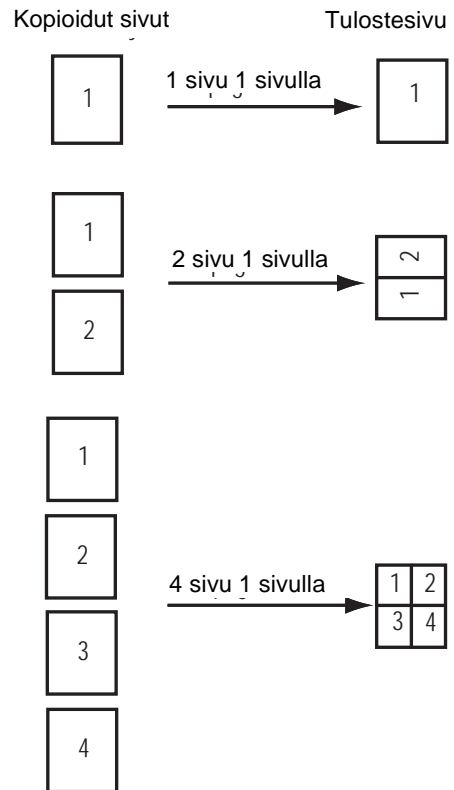 Kopioidut sivut Tulostesivu
1 1 sivu 1 sivulla 1
1
2 sivu 1 sivulla
2
1
2
1
2
4 sivu 1 sivulla
1 2
3 4
3
4